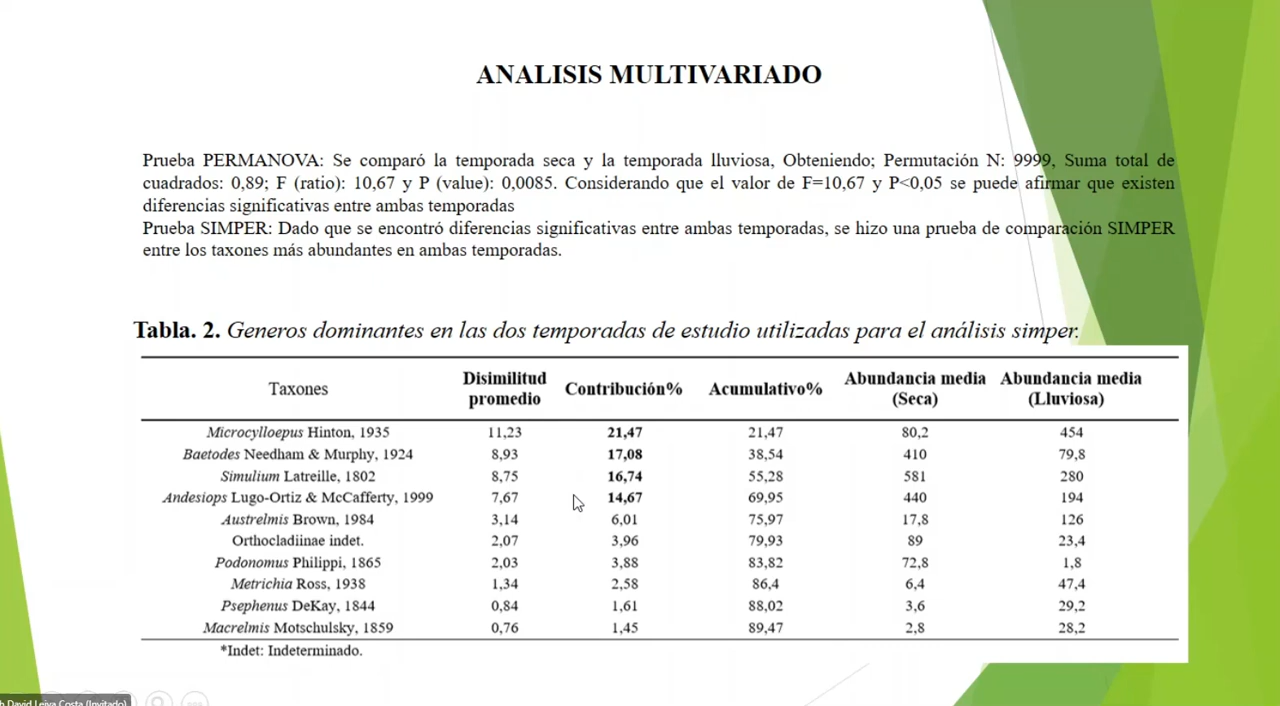 ANALISIS MULTIVARIADO
Prueba PERMANOVA: Se comparó la temporada seca y la temporada lluviosa, Obteniendo; Permutación N: 9999, Suma total de
cuadrados: 0,89; F (ratio): 10,67 y P (value): 0,0085. Considerando que el valor de F=10,67 y P<0,05 se puede afirmar que existen
diferencias significativas entre ambas temporadas
Prueba SIMPER: Dado que se encontró diferencias significativas entre ambas temporadas, se hizo una prueba de comparación SIMPER
entre los taxones más abundantes en ambas temporadas.
Tabla. 2. Generos dominantes en las dos temporadas de estudio utilizadas para el análisis simper.
Taxones Disimilitud promedio Contribución% Acumulativo% Abundancia media (Seca) Abundancia media (Lluviosa)
Microcylloepus Hinton, 1935 11,23 21,47 21,47 80,2 454
Baetodes Needham & Murphy, 1924 8,93 17,08 38,54 410 79,8
Simulium Latreille, 1802 8,75 16,74 55,28 581 280
Andesiops Lugo-Ortiz & McCafferty, 1999 7,67 14,67 69,95 440 194
Austrelmis Brown, 1984 3,14 6,01 75,97 17,8 126
Orthocladiinae indet. 2,07 3,96 79,93 89 23,4
Podonomus Philippi, 1865 2,03 3,88 83,82 72,8 1,8
Metrichia Ross, 1938 1,34 2,58 86,4 6,4 47,4
Psephenus DeKay, 1844 0,84 1,61 88,02 3,6 29,2
Macrelmis Motschulsky, 1859 0,76 1,45 89,47 2,8 28,2
*Indet: Indeterminado.
David Leiva Costa (Invitado)